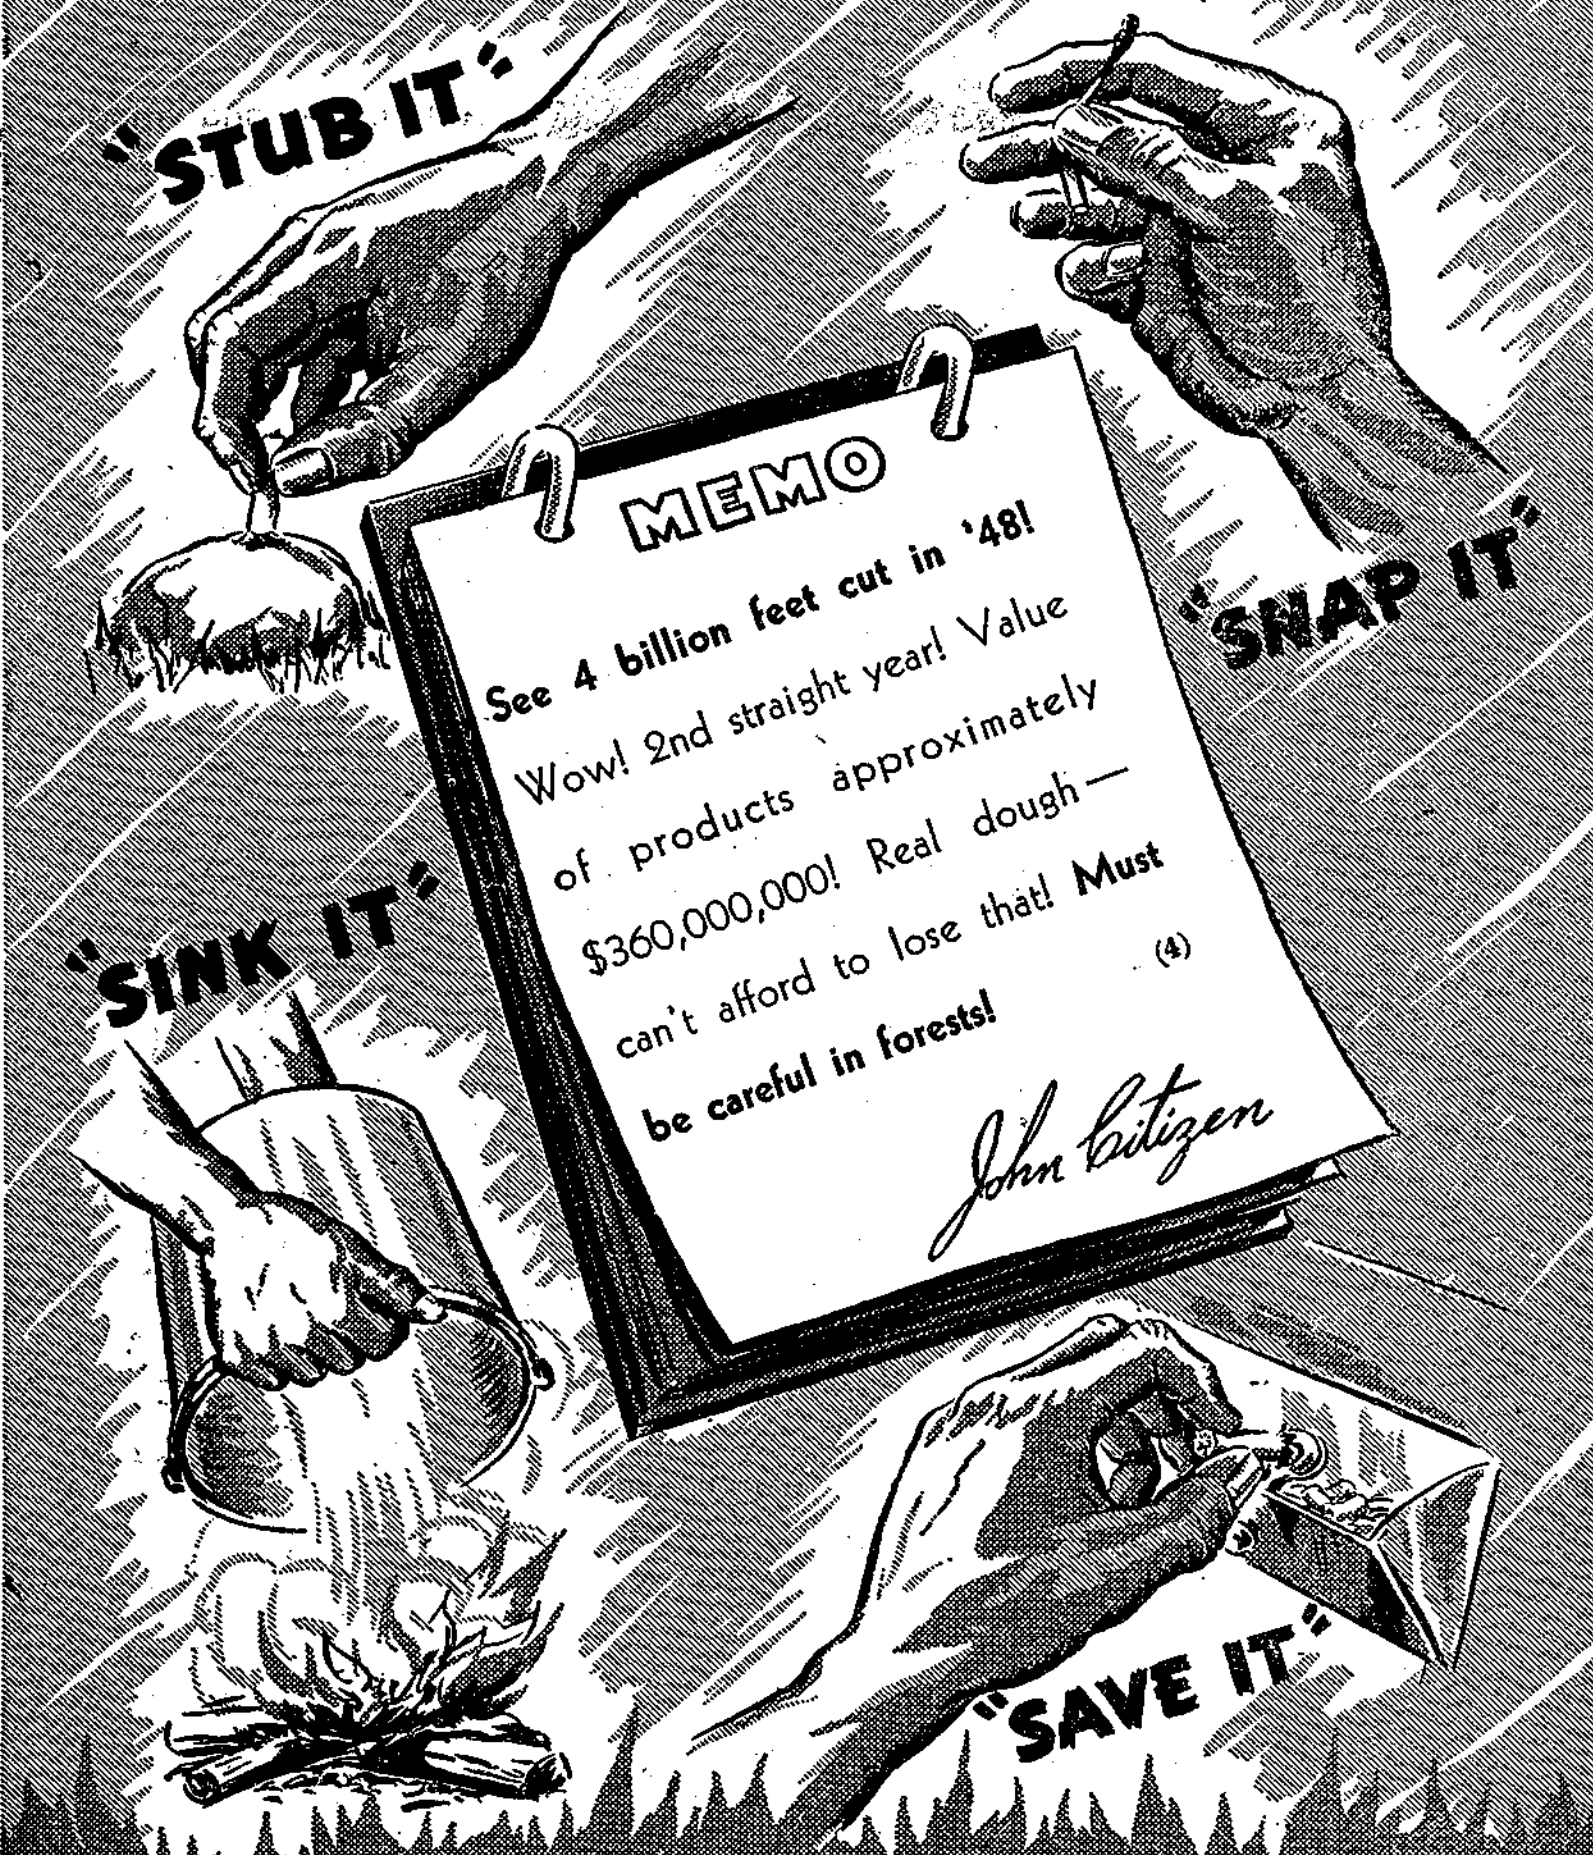 "STUB IT"
MEMO
See 4 billion feet cut in '48!
Wow! 2nd straight year! Value
of products approximately
$360,000,000! Real dough—
can't afford to lose that! Must
(4)
be careful in forests!
John Citizen
"SNAP IT"
"SINK IT"
"SAVE IT"